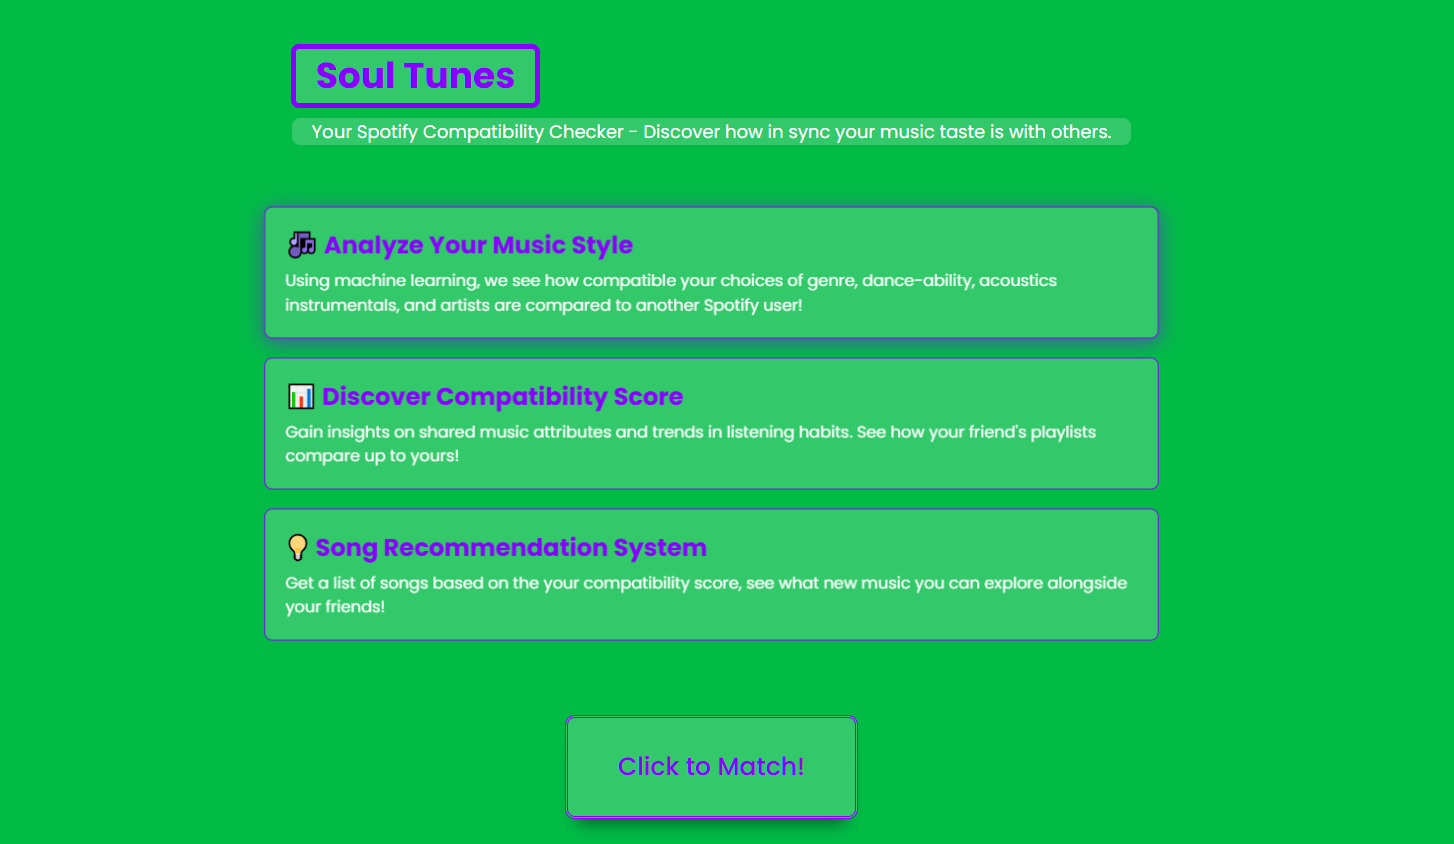 Soul Tunes
Your Spotify Compatibility Checker - Discover how in sync your music taste is with others.
Analyze Your Music Style
Using machine learning, we see how compatible your choices of genre, dance-ability, acoustics
instrumentals, and artists are compared to another Spotify user!
Discover Compatibility Score
Gain insights on shared music attributes and trends in listening habits. See how your friend's playlists
compare up to yours!
Song Recommendation System
Get a list of songs based on the your compatibility score, see what new music you can explore alongside
your friends!
Click to Match!